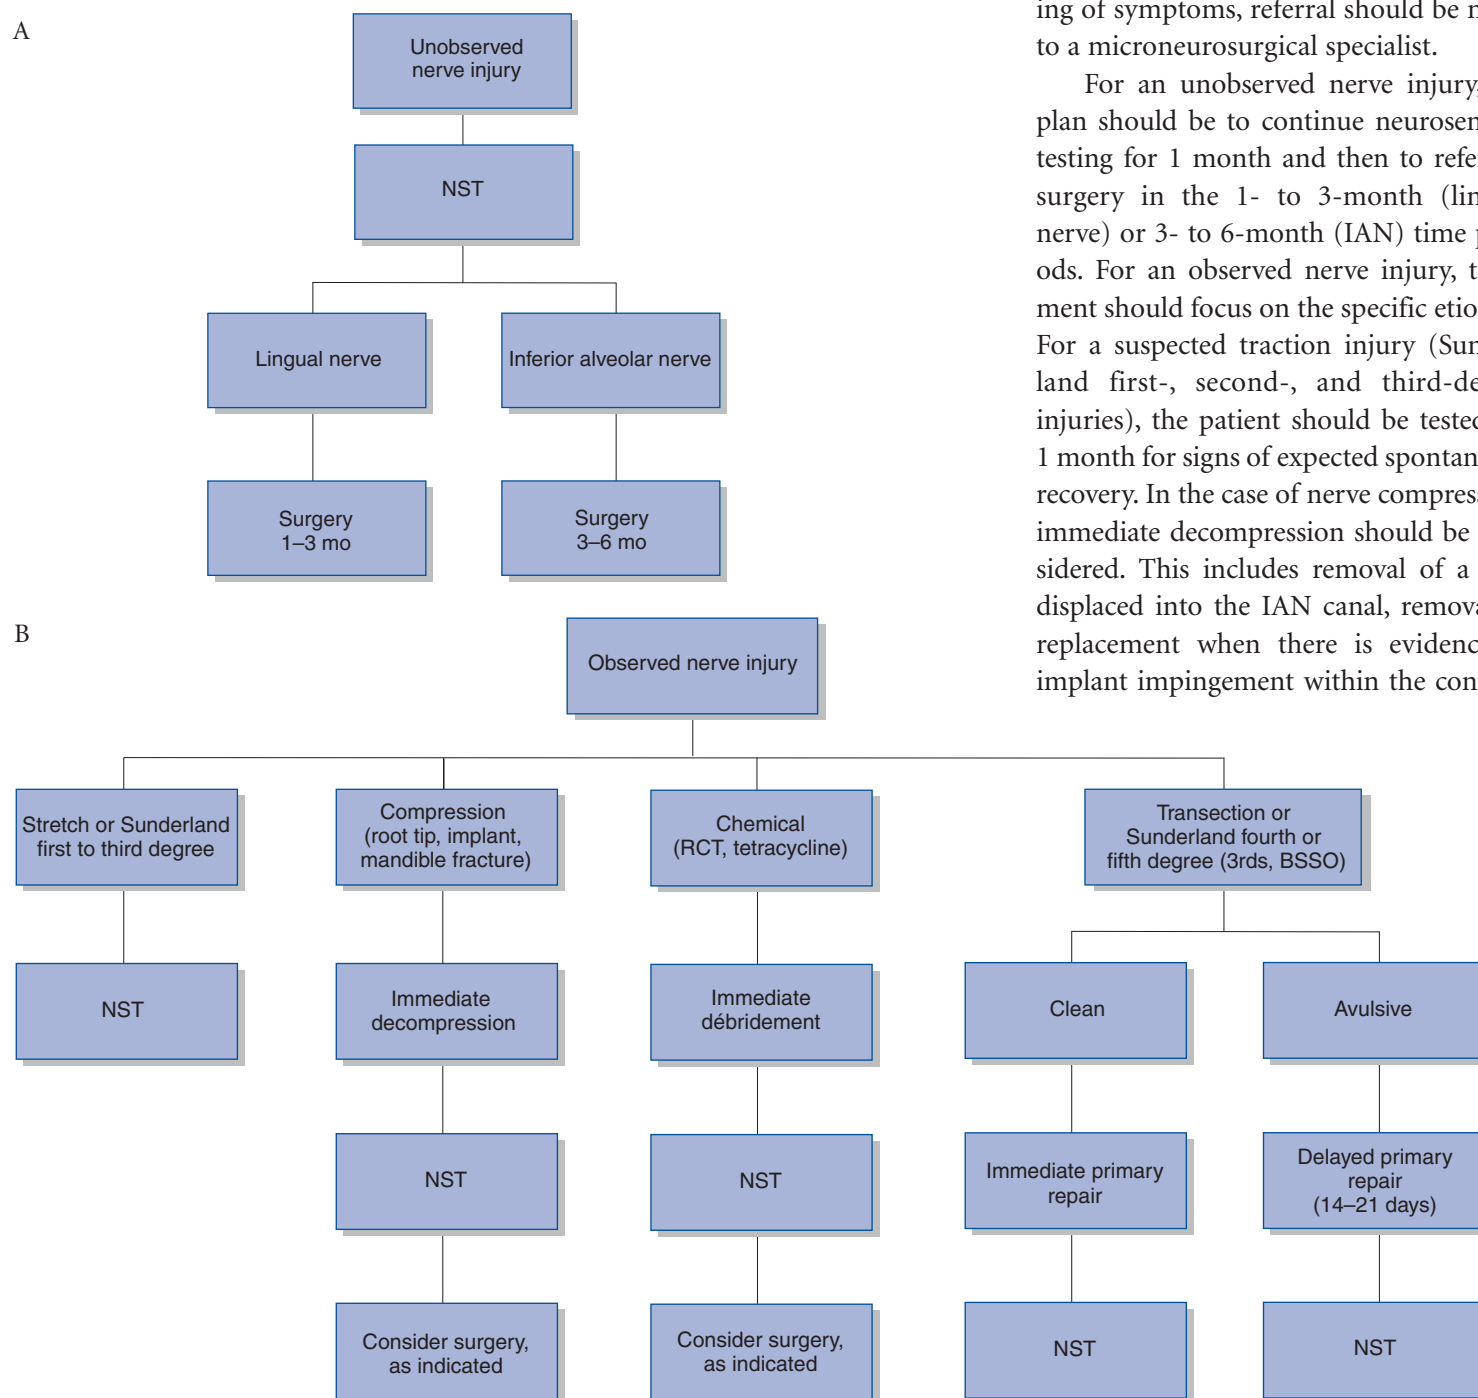 A
Unobserved
nerve injury
NST
Lingual nerve
Inferior alveolar nerve
Surgery
1–3 mo
Surgery
3–6 mo
ing of symptoms, referral should be
to a microneurosurgical specialist.
For an unobserved nerve injury,
plan should be to continue neurosen
testing for 1 month and then to refer
surgery in the 1- to 3-month (lin
nerve) or 3- to 6-month (IAN) time p
ods. For an observed nerve injury, t
ment should focus on the specific etio
For a suspected traction injury (Sun
land first-, second-, and third-de
injuries), the patient should be tested
1 month for signs of expected spontan
recovery. In the case of nerve compress
immediate decompression should be
sidered. This includes removal of a
displaced into the IAN canal, remova
replacement when there is evidenc
implant impingement within the con
B
Observed nerve injury
Stretch or Sunderland
first to third degree
NST
Compression
(root tip, implant,
mandible fracture)
Immediate
decompression
NST
Consider surgery,
as indicated
Chemical
(RCT, tetracycline)
Immediate
débridement
NST
Consider surgery,
as indicated
Transection or
Sunderland fourth or
fifth degree (3rds, BSSO)
Clean
Immediate primary
repair
NST
Avulsive
Delayed primary
repair
(14–21 days)
NST